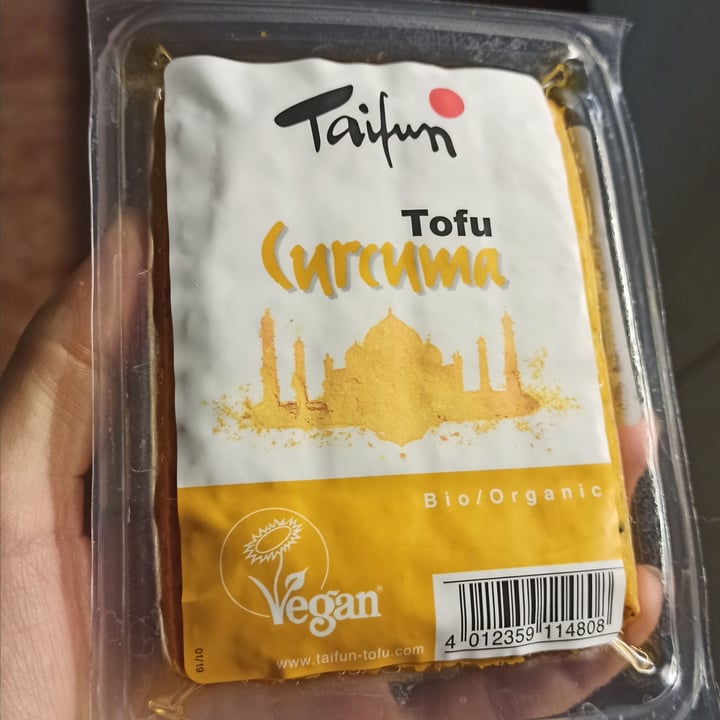 Taifun
Tofu
Curcuma
Bio/Organic
Vegan
4 012359 114808
www.taifun-tofu.com
01/19